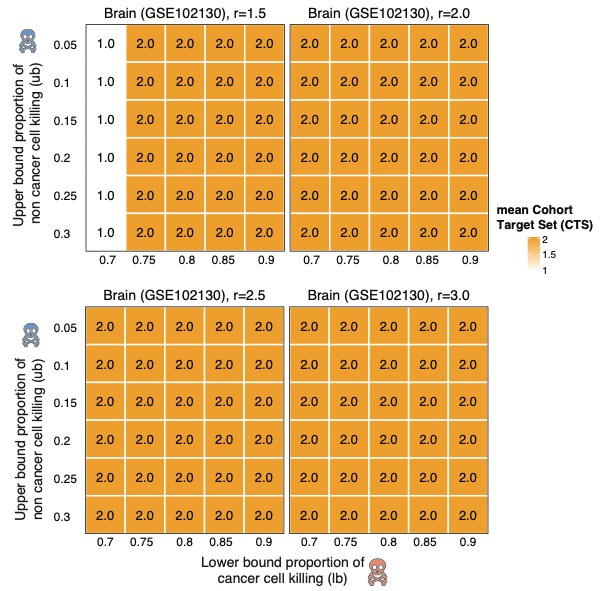 Brain (GSE102130), r=1.5
Brain (GSE102130), r=2.0
Upper bound proportion of
non cancer cell killing (ub)
0.05 1.0 2.0 2.0 2.0 2.0 2.0 2.0 2.0 2.0 2.0
0.1 1.0 2.0 2.0 2.0 2.0 2.0 2.0 2.0 2.0 2.0
0.15 1.0 2.0 2.0 2.0 2.0 2.0 2.0 2.0 2.0 2.0
0.2 1.0 2.0 2.0 2.0 2.0 2.0 2.0 2.0 2.0 2.0
0.25 1.0 2.0 2.0 2.0 2.0 2.0 2.0 2.0 2.0 2.0
0.3 1.0 2.0 2.0 2.0 2.0 2.0 2.0 2.0 2.0 2.0
0.7 0.75 0.8 0.85 0.9 0.7 0.75 0.8 0.85 0.9
mean Cohort
Target Set (CTS)
2
1.5
1
Brain (GSE102130), r=2.5
Brain (GSE102130), r=3.0
Upper bound proportion of
non cancer cell killing (ub)
0.05 2.0 2.0 2.0 2.0 2.0 2.0 2.0 2.0 2.0 2.0
0.1 2.0 2.0 2.0 2.0 2.0 2.0 2.0 2.0 2.0 2.0
0.15 2.0 2.0 2.0 2.0 2.0 2.0 2.0 2.0 2.0 2.0
0.2 2.0 2.0 2.0 2.0 2.0 2.0 2.0 2.0 2.0 2.0
0.25 2.0 2.0 2.0 2.0 2.0 2.0 2.0 2.0 2.0 2.0
0.3 2.0 2.0 2.0 2.0 2.0 2.0 2.0 2.0 2.0 2.0
0.7 0.75 0.8 0.85 0.9 0.7 0.75 0.8 0.85 0.9
Lower bound proportion of
cancer cell killing (lb)